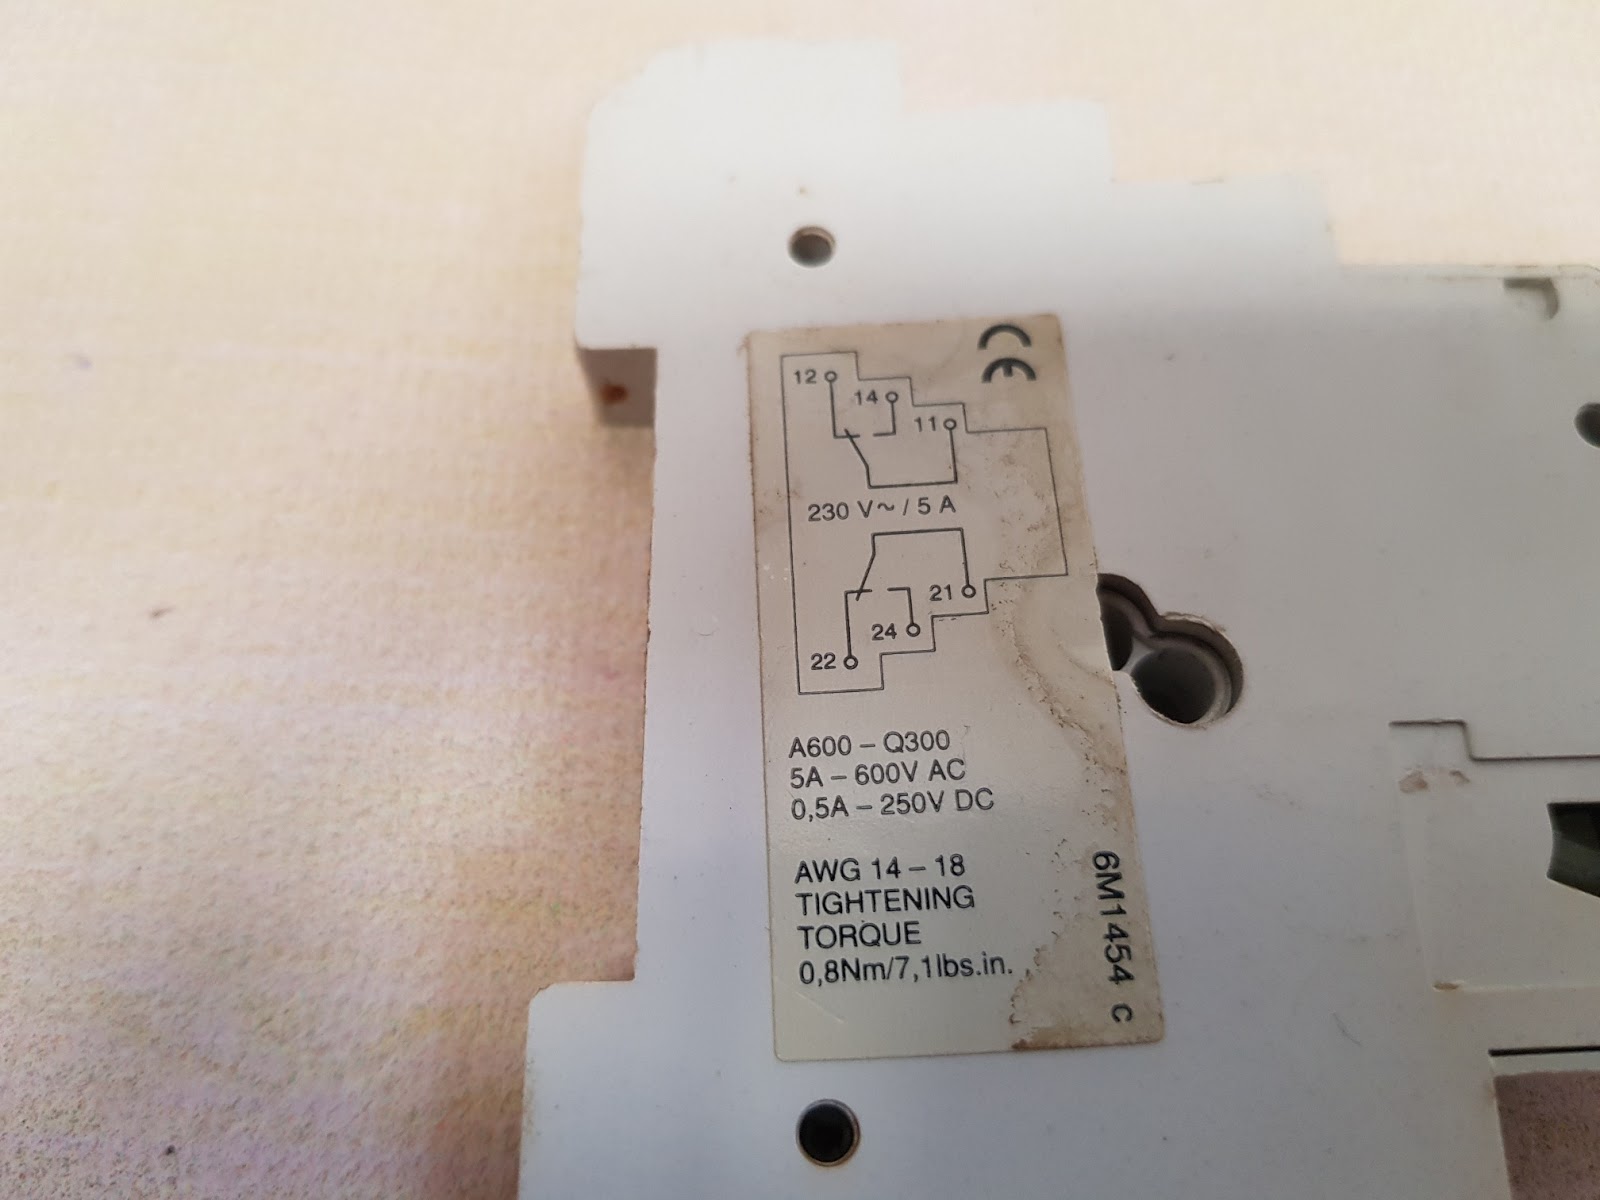 CE
12
14
11
230 V~ / 5 A
21
24
22
A600 – Q300
5A – 600V AC
0,5A – 250V DC
AWG 14 – 18
TIGHTENING
TORQUE
0,8Nm/7,1lbs.in.
6M1454 C